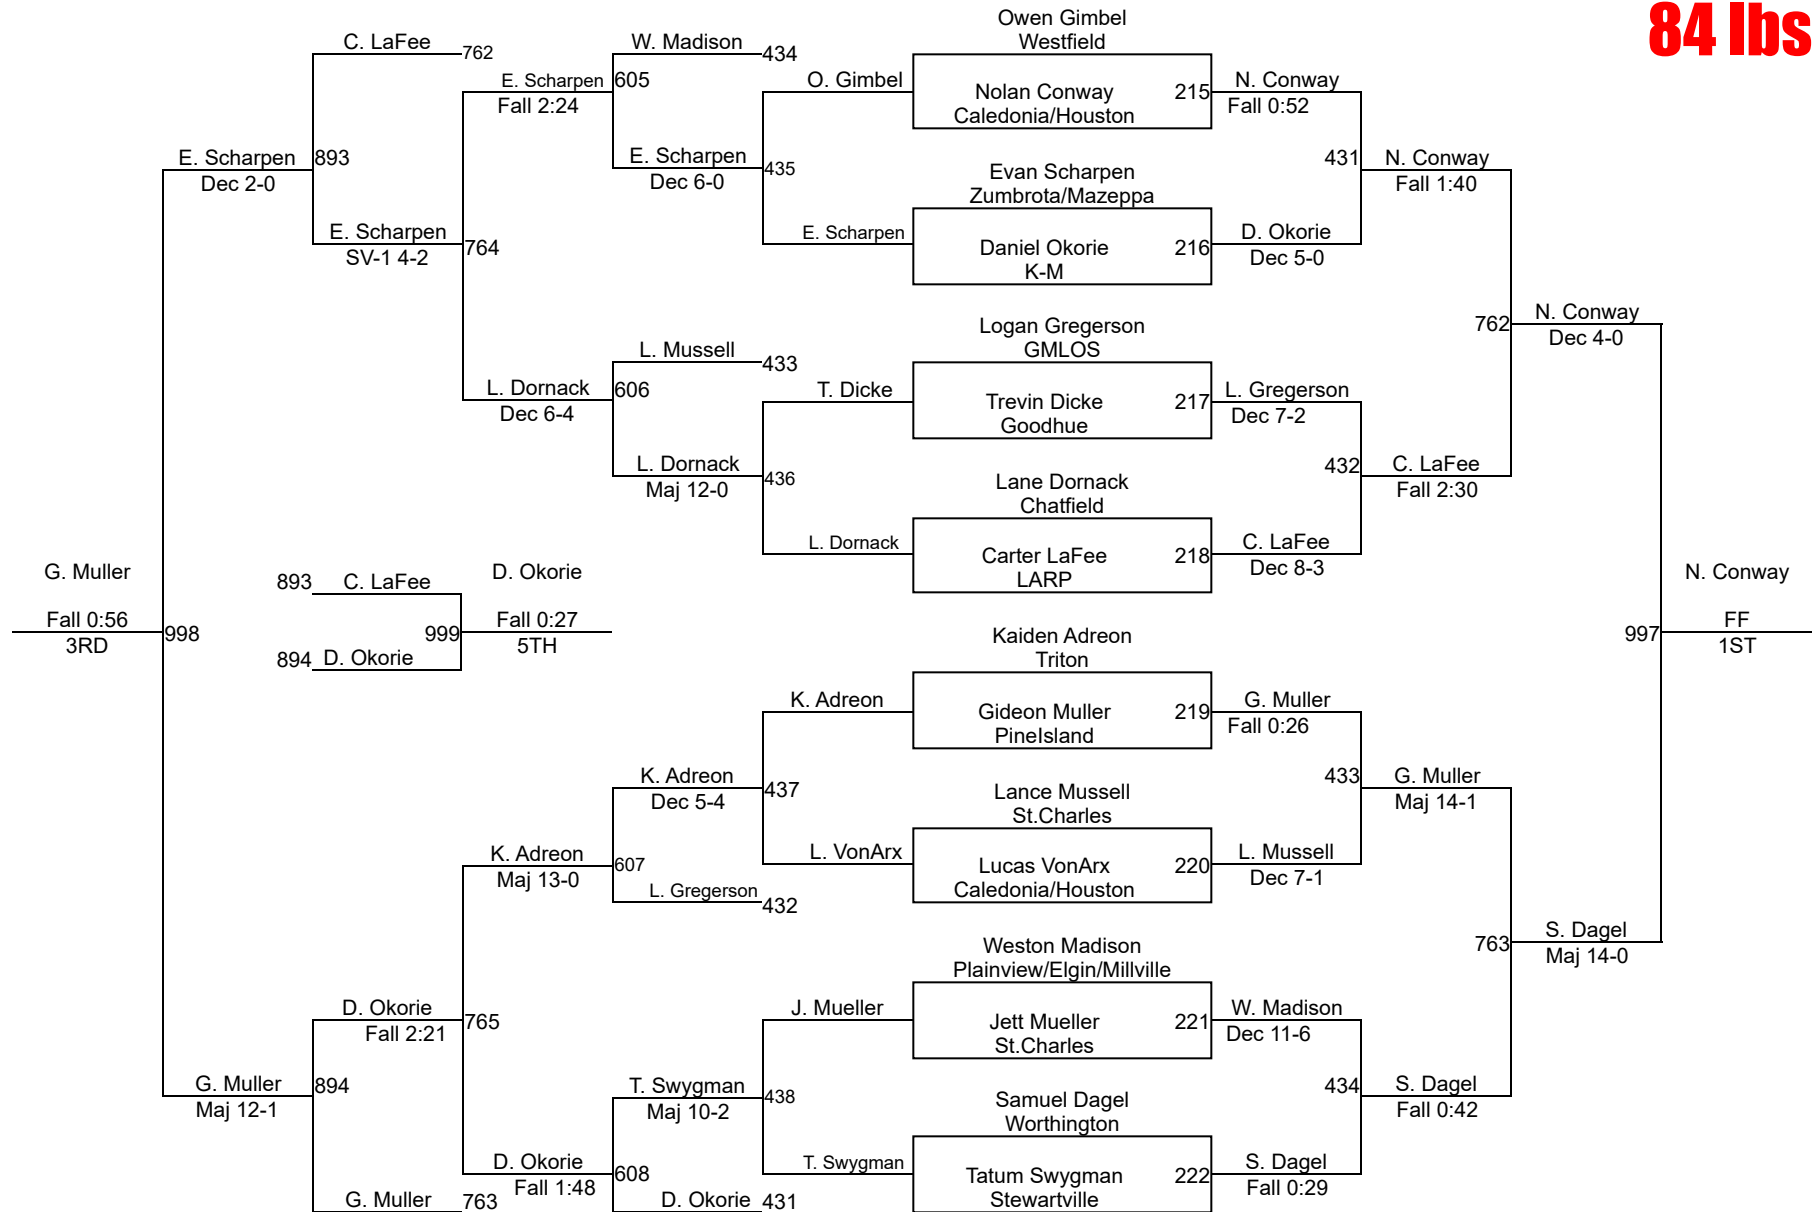 84 lbs
Owen Gimbel
Westfield
C. LaFee
762
W. Madison
434
E. Scharpen
605
Fall 2:24
O. Gimbel
Nolan Conway
215
Caledonia/Houston
N. Conway
Fall 0:52
E. Scharpen
893
Dec 2-0
E. Scharpen
435
Dec 6-0
Evan Scharpen
Zumbrota/Mazeppa
431
N. Conway
Fall 1:40
E. Scharpen
764
SV-1 4-2
E. Scharpen
Daniel Okorie
216
K-M
D. Okorie
Dec 5-0
Logan Gregerson
GMLOS
762
N. Conway
Dec 4-0
L. Mussell
433
L. Dornack
606
Dec 6-4
T. Dicke
Trevin Dicke
217
Goodhue
L. Gregerson
Dec 7-2
L. Dornack
436
Maj 12-0
Lane Dornack
Chatfield
432
C. LaFee
Fall 2:30
L. Dornack
Carter LaFee
218
LARP
C. LaFee
Dec 8-3
G. Muller
Fall 0:56
998
3RD
893
C. LaFee
D. Okorie
999
Fall 0:27
5TH
894
D. Okorie
N. Conway
997
FF
1ST
Kaiden Adreon
Triton
K. Adreon
Gideon Muller
219
PineIsland
G. Muller
Fall 0:26
K. Adreon
437
Dec 5-4
Lance Mussell
St.Charles
433
G. Muller
Maj 14-1
K. Adreon
607
Maj 13-0
L. VonArx
Lucas VonArx
220
Caledonia/Houston
L. Mussell
Dec 7-1
L. Gregerson
432
Weston Madison
Plainview/Elgin/Millville
763
S. Dagel
Maj 14-0
D. Okorie
765
Fall 2:21
J. Mueller
Jett Mueller
221
St.Charles
W. Madison
Dec 11-6
G. Muller
894
Maj 12-1
T. Swygman
438
Maj 10-2
Samuel Dagel
Worthington
434
S. Dagel
Fall 0:42
D. Okorie
608
Fall 1:48
T. Swygman
Tatum Swygman
222
Stewartville
S. Dagel
Fall 0:29
G. Muller
763
D. Okorie
431